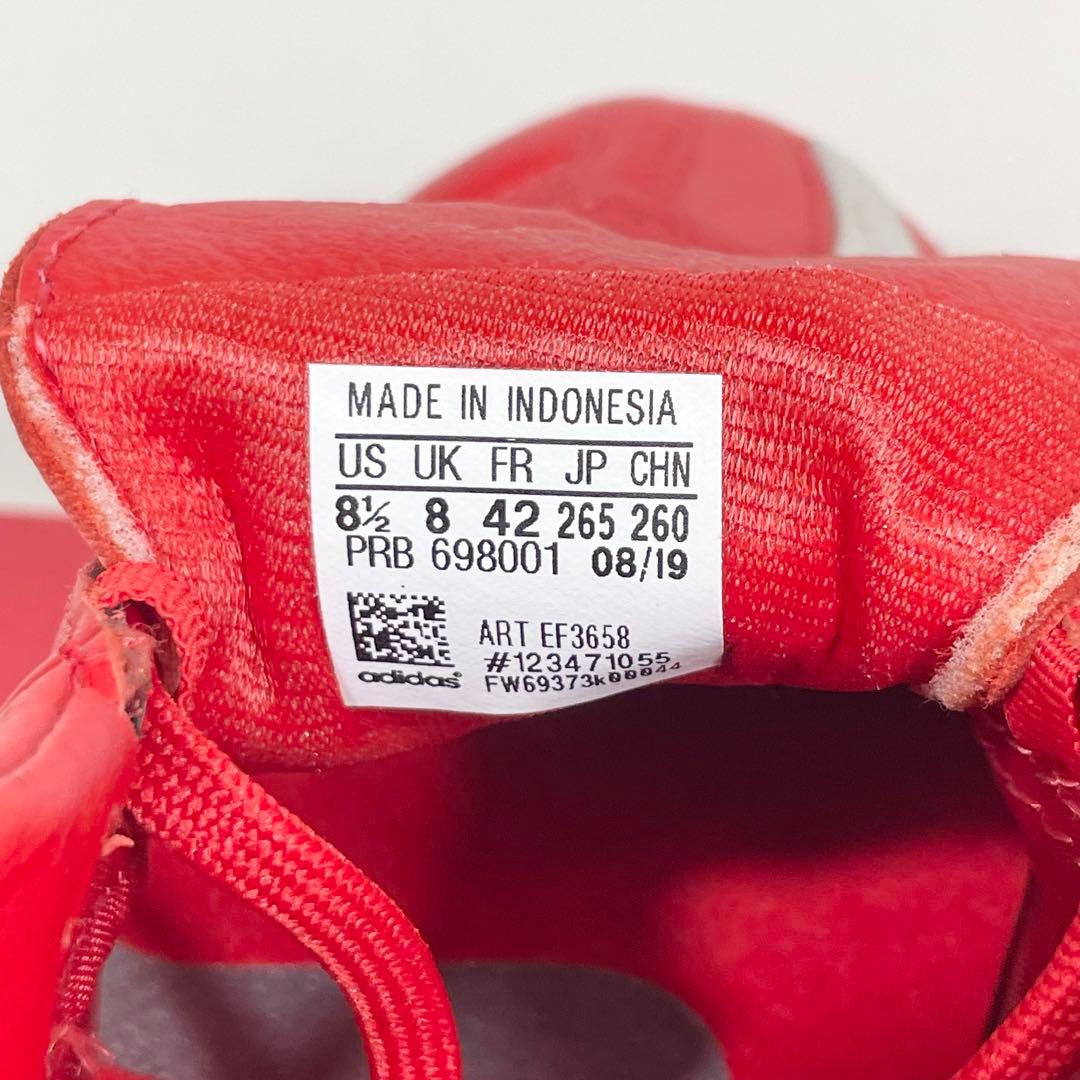 MADE IN INDONESIA
US UK FR JP CHN
8½ 8 42 265 260
PRB 698001 08/19
ART EF3658
#123471055
FW69373k00044
adidas